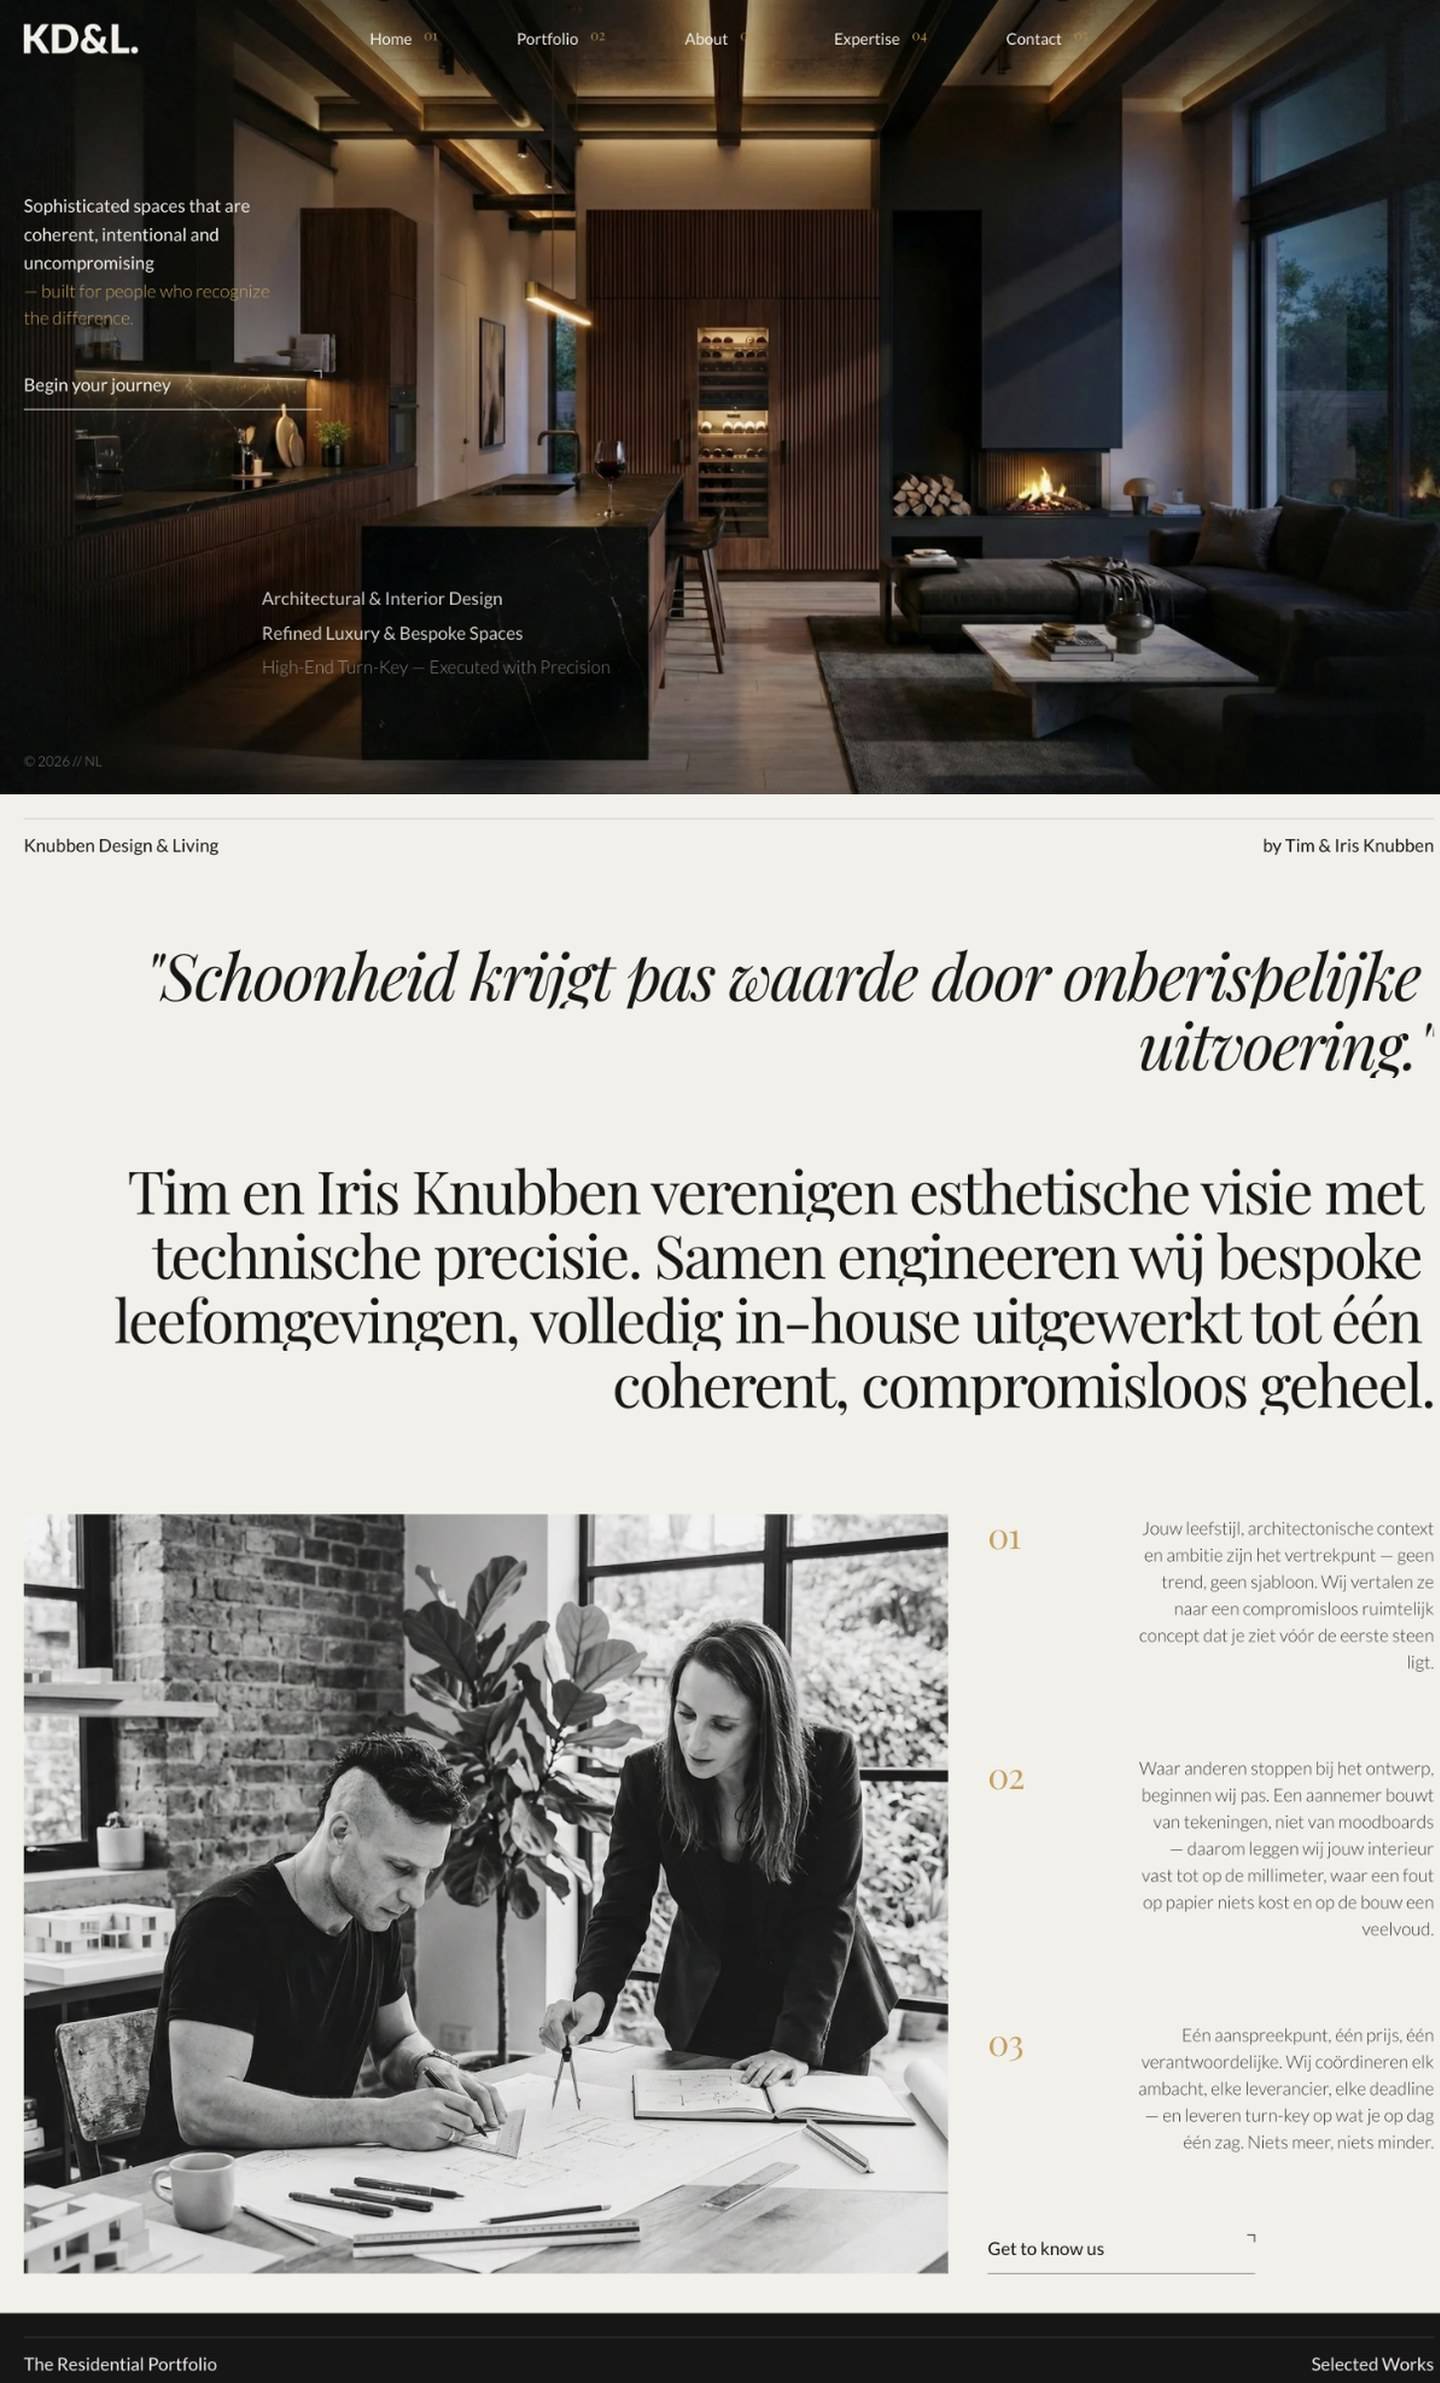 KD&L.
Home 01
Portfolio 02
About
Expertise 04
Contact 05
Sophisticated spaces that are
coherent, intentional and
uncompromising
— built for people who recognize
the difference.
Begin your journey
Architectural & Interior Design
Refined Luxury & Bespoke Spaces
High-End Turn-Key — Executed with Precision
© 2026 // NL
Knubben Design & Living
by Tim & Iris Knubben
"Schoonheid krijgt pas waarde door onberispelijke
uitvoering."
Tim en Iris Knubben verenigen esthetische visie met
technische precisie. Samen engineeren wij bespoke
leefomgevingen, volledig in-house uitgewerkt tot één
coherent, compromisloos geheel.
01
Jouw leefstijl, architectonische context
en ambitie zijn het vertrekpunt — geen
trend, geen sjabloon. Wij vertalen ze
naar een compromisloos ruimtelijk
concept dat je ziet vóór de eerste steen
ligt.
02
Waar anderen stoppen bij het ontwerp,
beginnen wij pas. Een aannemer bouwt
van tekeningen, niet van moodboards
— daarom leggen wij jouw interieur
vast tot op de millimeter, waar een fout
op papier niets kost en op de bouw een
veelvoud.
03
Eén aanspreekpunt, één prijs, één
verantwoordelijke. Wij coördineren elk
ambacht, elke leverancier, elke deadline
— en leveren turn-key op wat je op dag
één zag. Niets meer, niets minder.
Get to know us
The Residential Portfolio
Selected Works